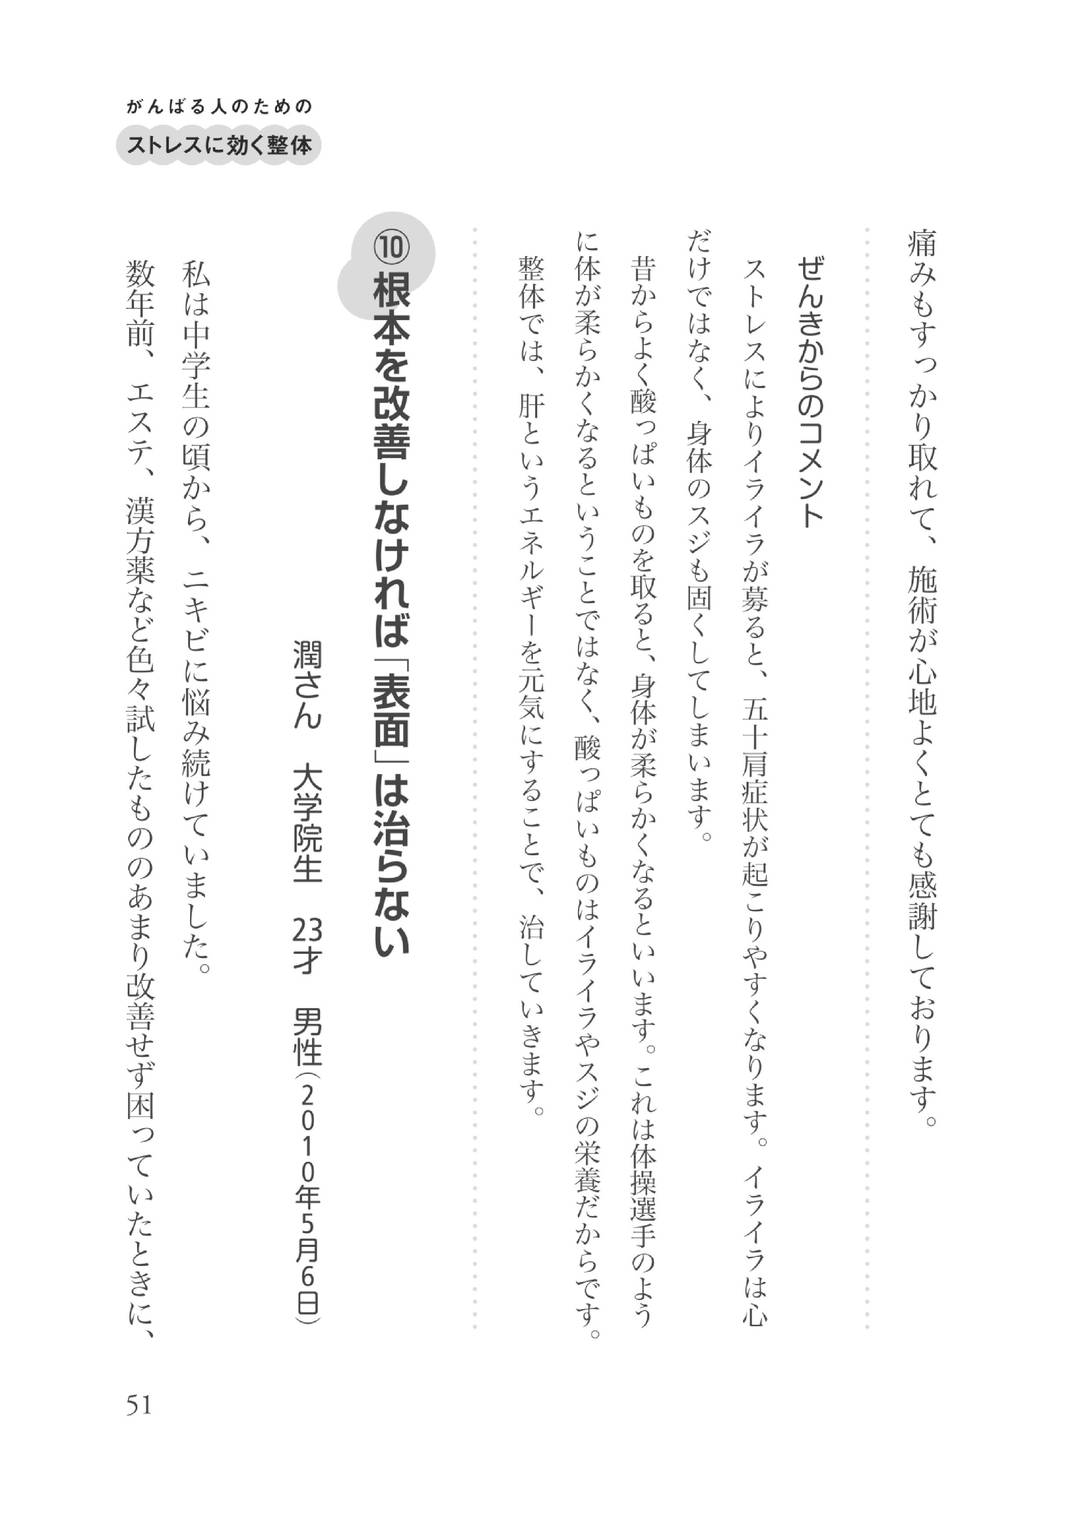 がんばる人のための
ストレスに効く整体
痛みもすっかり取れて、施術が心地よくとても感謝しております。
ぜんきからのコメント
ストレスによりイライラが募ると、五十肩症状が起こりやすくなります。イライラは心
だけではなく、身体のスジも固くしてしまいます。
昔からよく酸っぱいものを取ると、身体が柔らかくなるといいます。これは体操選手のよう
に体が柔らかくなるということではなく、酸っぱいものはイライラやスジの栄養だからです。
整体では、肝というエネルギーを元気にすることで、治していきます。
⑩根本を改善しなければ「表面」は治らない
潤さん　大学院生　23才　男性（2010年5月6日）
私は中学生の頃から、ニキビに悩み続けていました。
数年前、エステ、漢方薬など色々試したもののあまり改善せず困っていたときに、
51